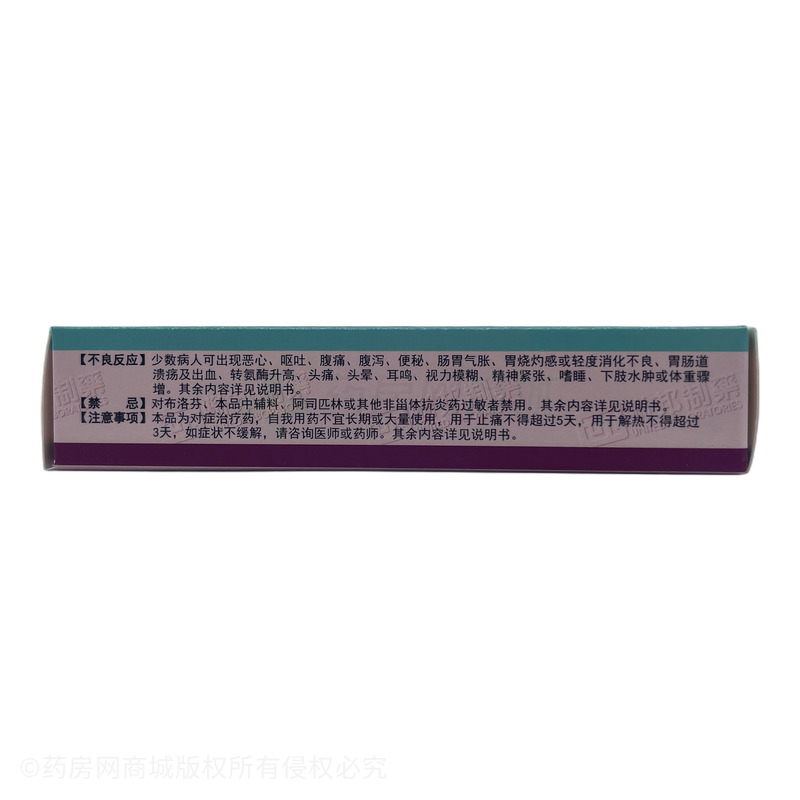 【不良反应】少数病人可出现恶心、呕吐、腹痛、腹泻、便秘、肠胃气胀、胃烧灼感或轻度消化不良、胃肠道
溃疡及出血、转氨酶升高、头痛、头晕、耳鸣、视力模糊、精神紧张、嗜睡、下肢水肿或体重骤
增。其余内容详见说明书。
【禁 忌】对布洛芬、本品中辅料、阿司匹林或其他非甾体抗炎药过敏者禁用。其余内容详见说明书。
【注意事项】本品为对症治疗药，自我用药不宜长期或大量使用，用于止痛不得超过5天，用于解热不得超过
3天，如症状不缓解，请咨询医师或药师。其余内容详见说明书。
©药房网商城版权所有侵权必究